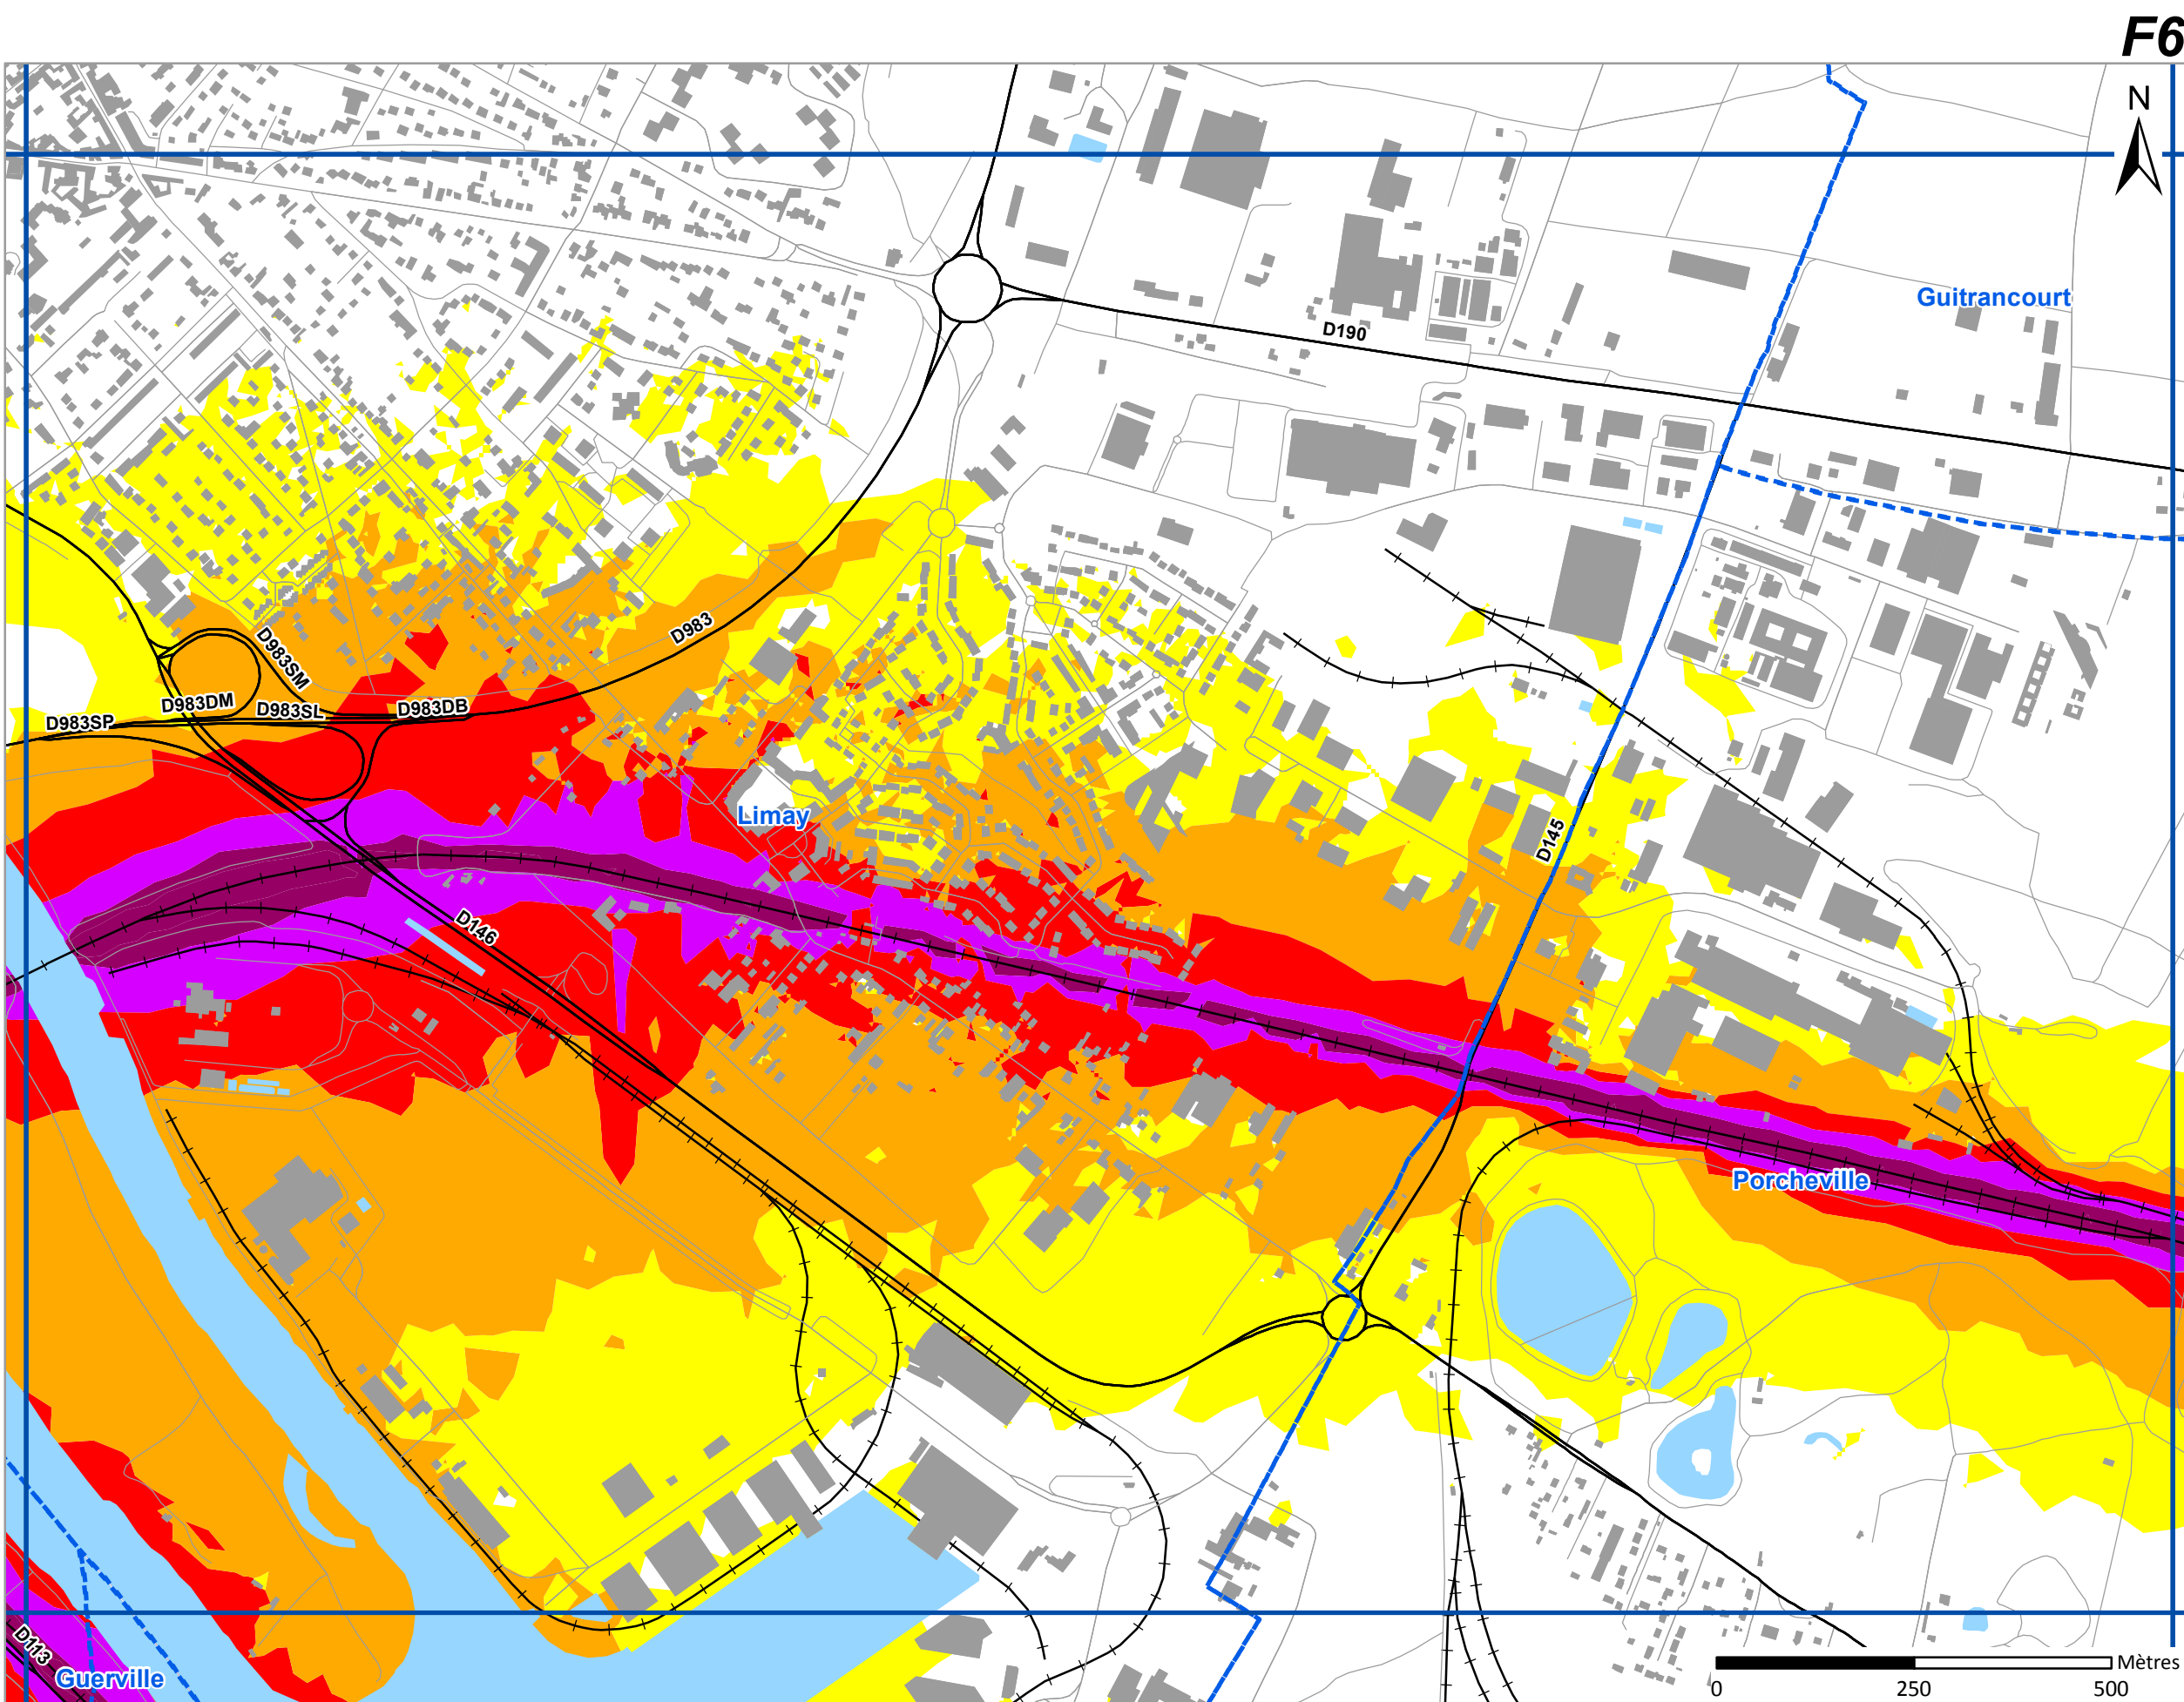 F6
N
Guitrancourt
D190
D983
D983SM
D983DM
D983SL
D983DB
D983SP
Limay
D145
D146
Porcheville
D113
Guerville
Mètres
0 250 500